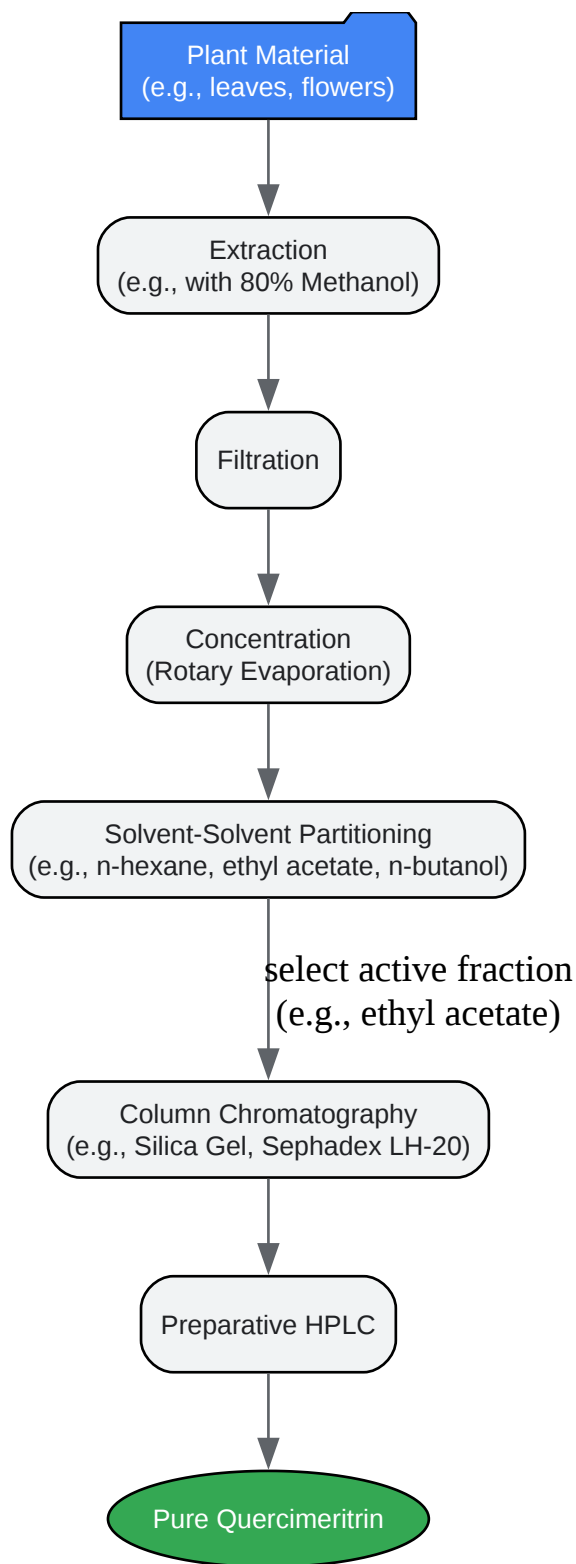 Plant Material
(e.g., leaves, flowers)
Extraction
(e.g., with 80% Methanol)
Filtration
Concentration
(Rotary Evaporation)
Solvent-Solvent Partitioning
(e.g., n-hexane, ethyl acetate, n-butanol)
select active fraction
(e.g., ethyl acetate)
Column Chromatography
(e.g., Silica Gel, Sephadex LH-20)
Preparative HPLC
Pure Quercimeritrin